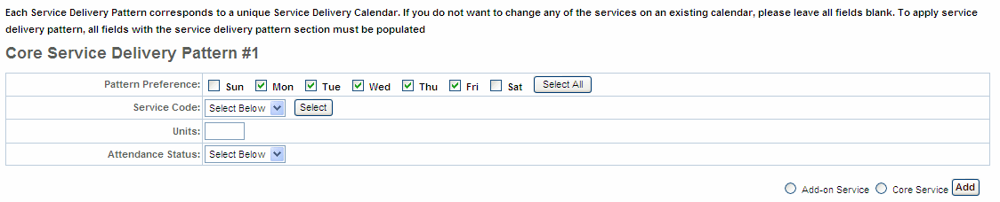 Each Service Delivery Pattern corresponds to a unique Service Delivery Calendar. If you do not want to change any of the services on an existing calendar, please leave all fields blank. To apply service
delivery pattern, all fields with the service delivery pattern section must be populated
Core Service Delivery Pattern #1
Pattern Preference: Sun Mon Tue Wed Thu Fri Sat Select All
Service Code: Select Below Select
Units:
Attendance Status: Select Below
Add-on Service Core Service Add